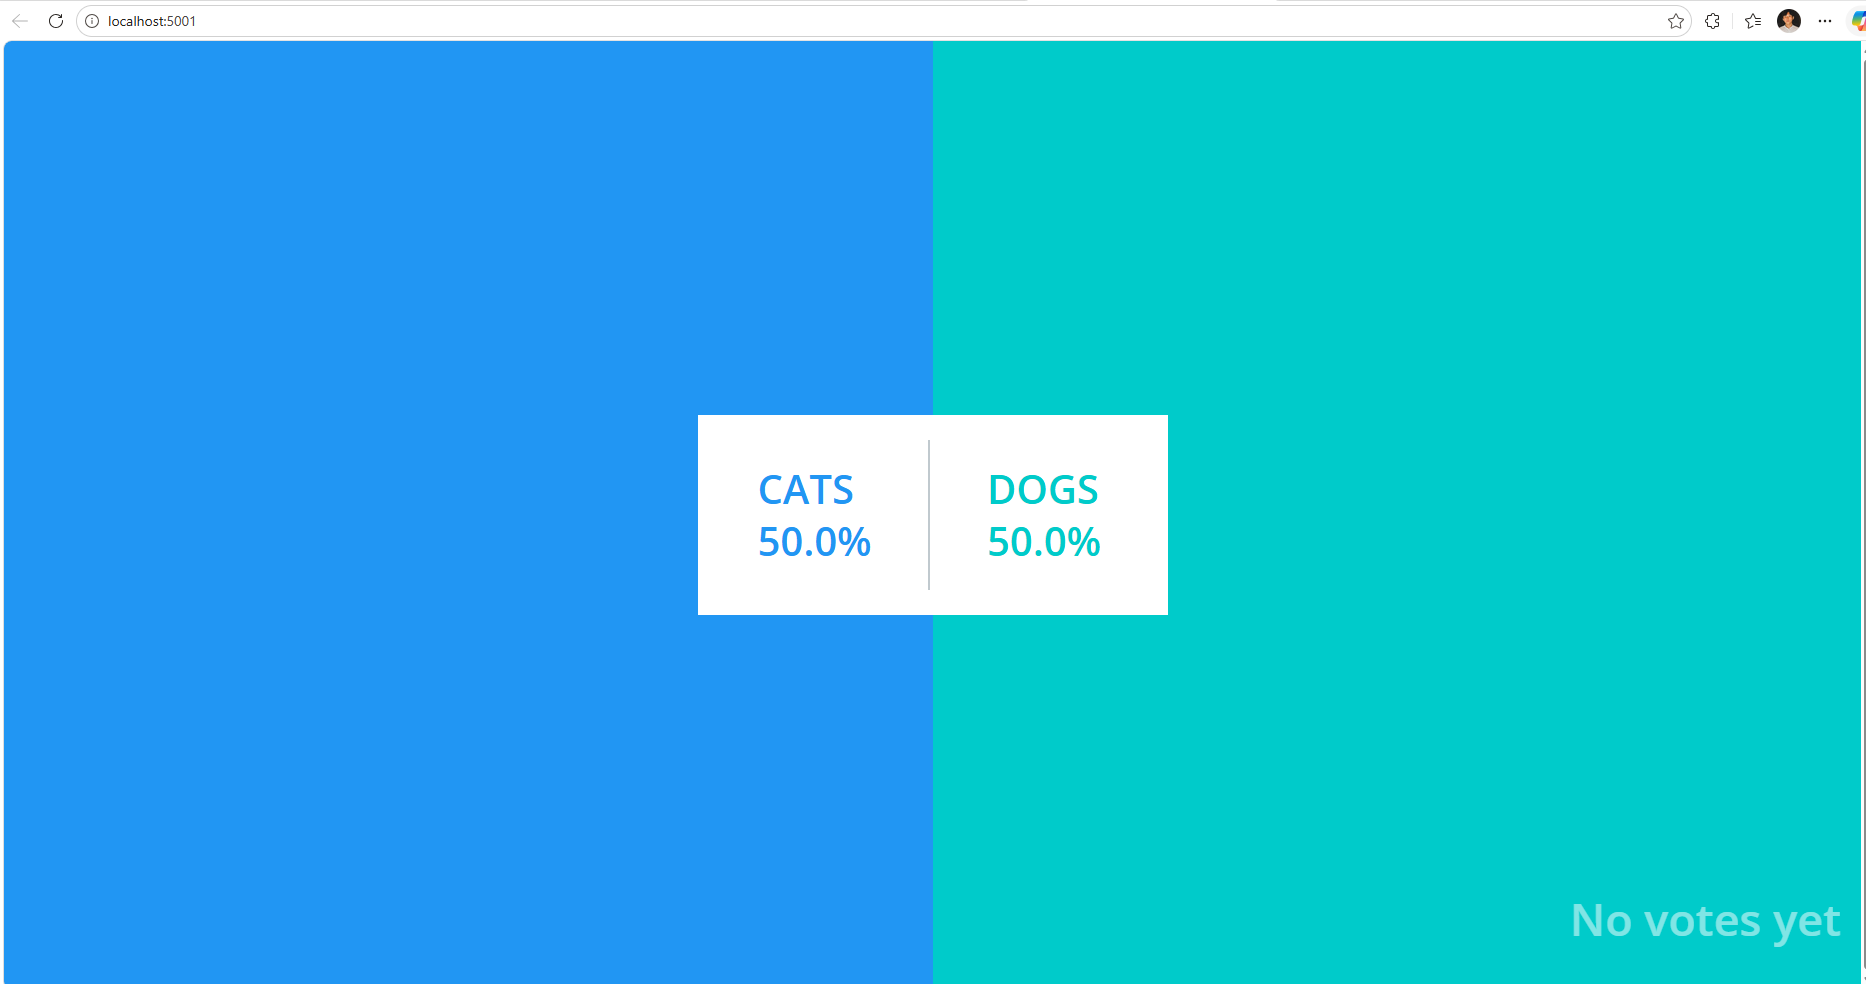 localhost:5001
CATS
50.0%
DOGS
50.0%
No votes yet